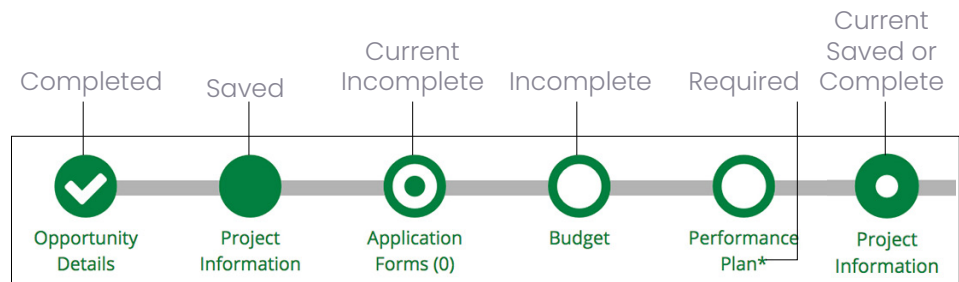 Completed
Saved
Current
Incomplete
Incomplete
Required
Current
Saved or
Complete
Opportunity
Details
Project
Information
Application
Forms (0)
Budget
Performance
Plan*
Project
Information